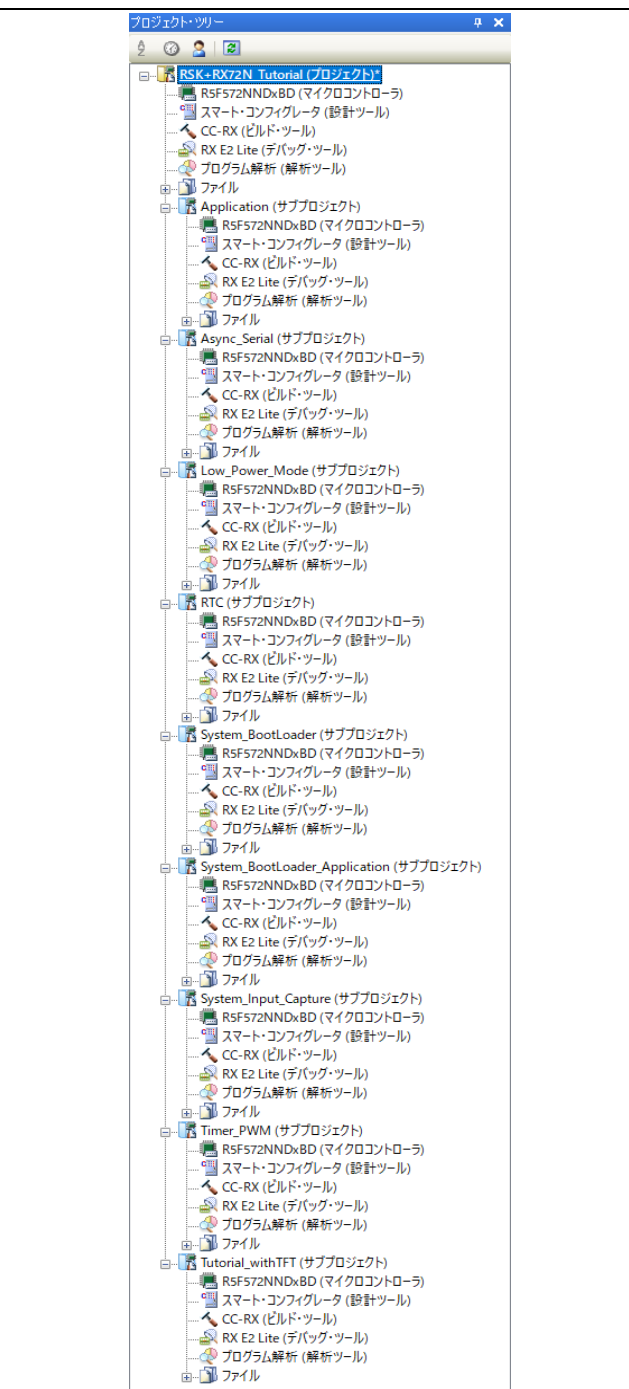 プロジェクト・ツリー
RSK+RX72N_Tutorial (プロジェクト)*
R5F572NNDxBD (マイクロコントローラ)
スマート・コンフィグレータ (設計ツール)
CC-RX (ビルド・ツール)
RX E2 Lite (デバッグ・ツール)
プログラム解析 (解析ツール)
ファイル
Application (サブプロジェクト)
R5F572NNDxBD (マイクロコントローラ)
スマート・コンフィグレータ (設計ツール)
CC-RX (ビルド・ツール)
RX E2 Lite (デバッグ・ツール)
プログラム解析 (解析ツール)
ファイル
Async_Serial (サブプロジェクト)
R5F572NNDxBD (マイクロコントローラ)
スマート・コンフィグレータ (設計ツール)
CC-RX (ビルド・ツール)
RX E2 Lite (デバッグ・ツール)
プログラム解析 (解析ツール)
ファイル
Low_Power_Mode (サブプロジェクト)
R5F572NNDxBD (マイクロコントローラ)
スマート・コンフィグレータ (設計ツール)
CC-RX (ビルド・ツール)
RX E2 Lite (デバッグ・ツール)
プログラム解析 (解析ツール)
ファイル
RTC (サブプロジェクト)
R5F572NNDxBD (マイクロコントローラ)
スマート・コンフィグレータ (設計ツール)
CC-RX (ビルド・ツール)
RX E2 Lite (デバッグ・ツール)
プログラム解析 (解析ツール)
ファイル
System_BootLoader (サブプロジェクト)
R5F572NNDxBD (マイクロコントローラ)
スマート・コンフィグレータ (設計ツール)
CC-RX (ビルド・ツール)
RX E2 Lite (デバッグ・ツール)
プログラム解析 (解析ツール)
ファイル
System_BootLoader_Application (サブプロジェクト)
R5F572NNDxBD (マイクロコントローラ)
スマート・コンフィグレータ (設計ツール)
CC-RX (ビルド・ツール)
RX E2 Lite (デバッグ・ツール)
プログラム解析 (解析ツール)
ファイル
System_Input_Capture (サブプロジェクト)
R5F572NNDxBD (マイクロコントローラ)
スマート・コンフィグレータ (設計ツール)
CC-RX (ビルド・ツール)
RX E2 Lite (デバッグ・ツール)
プログラム解析 (解析ツール)
ファイル
Timer_PWM (サブプロジェクト)
R5F572NNDxBD (マイクロコントローラ)
スマート・コンフィグレータ (設計ツール)
CC-RX (ビルド・ツール)
RX E2 Lite (デバッグ・ツール)
プログラム解析 (解析ツール)
ファイル
Tutorial_withTFT (サブプロジェクト)
R5F572NNDxBD (マイクロコントローラ)
スマート・コンフィグレータ (設計ツール)
CC-RX (ビルド・ツール)
RX E2 Lite (デバッグ・ツール)
プログラム解析 (解析ツール)
ファイル